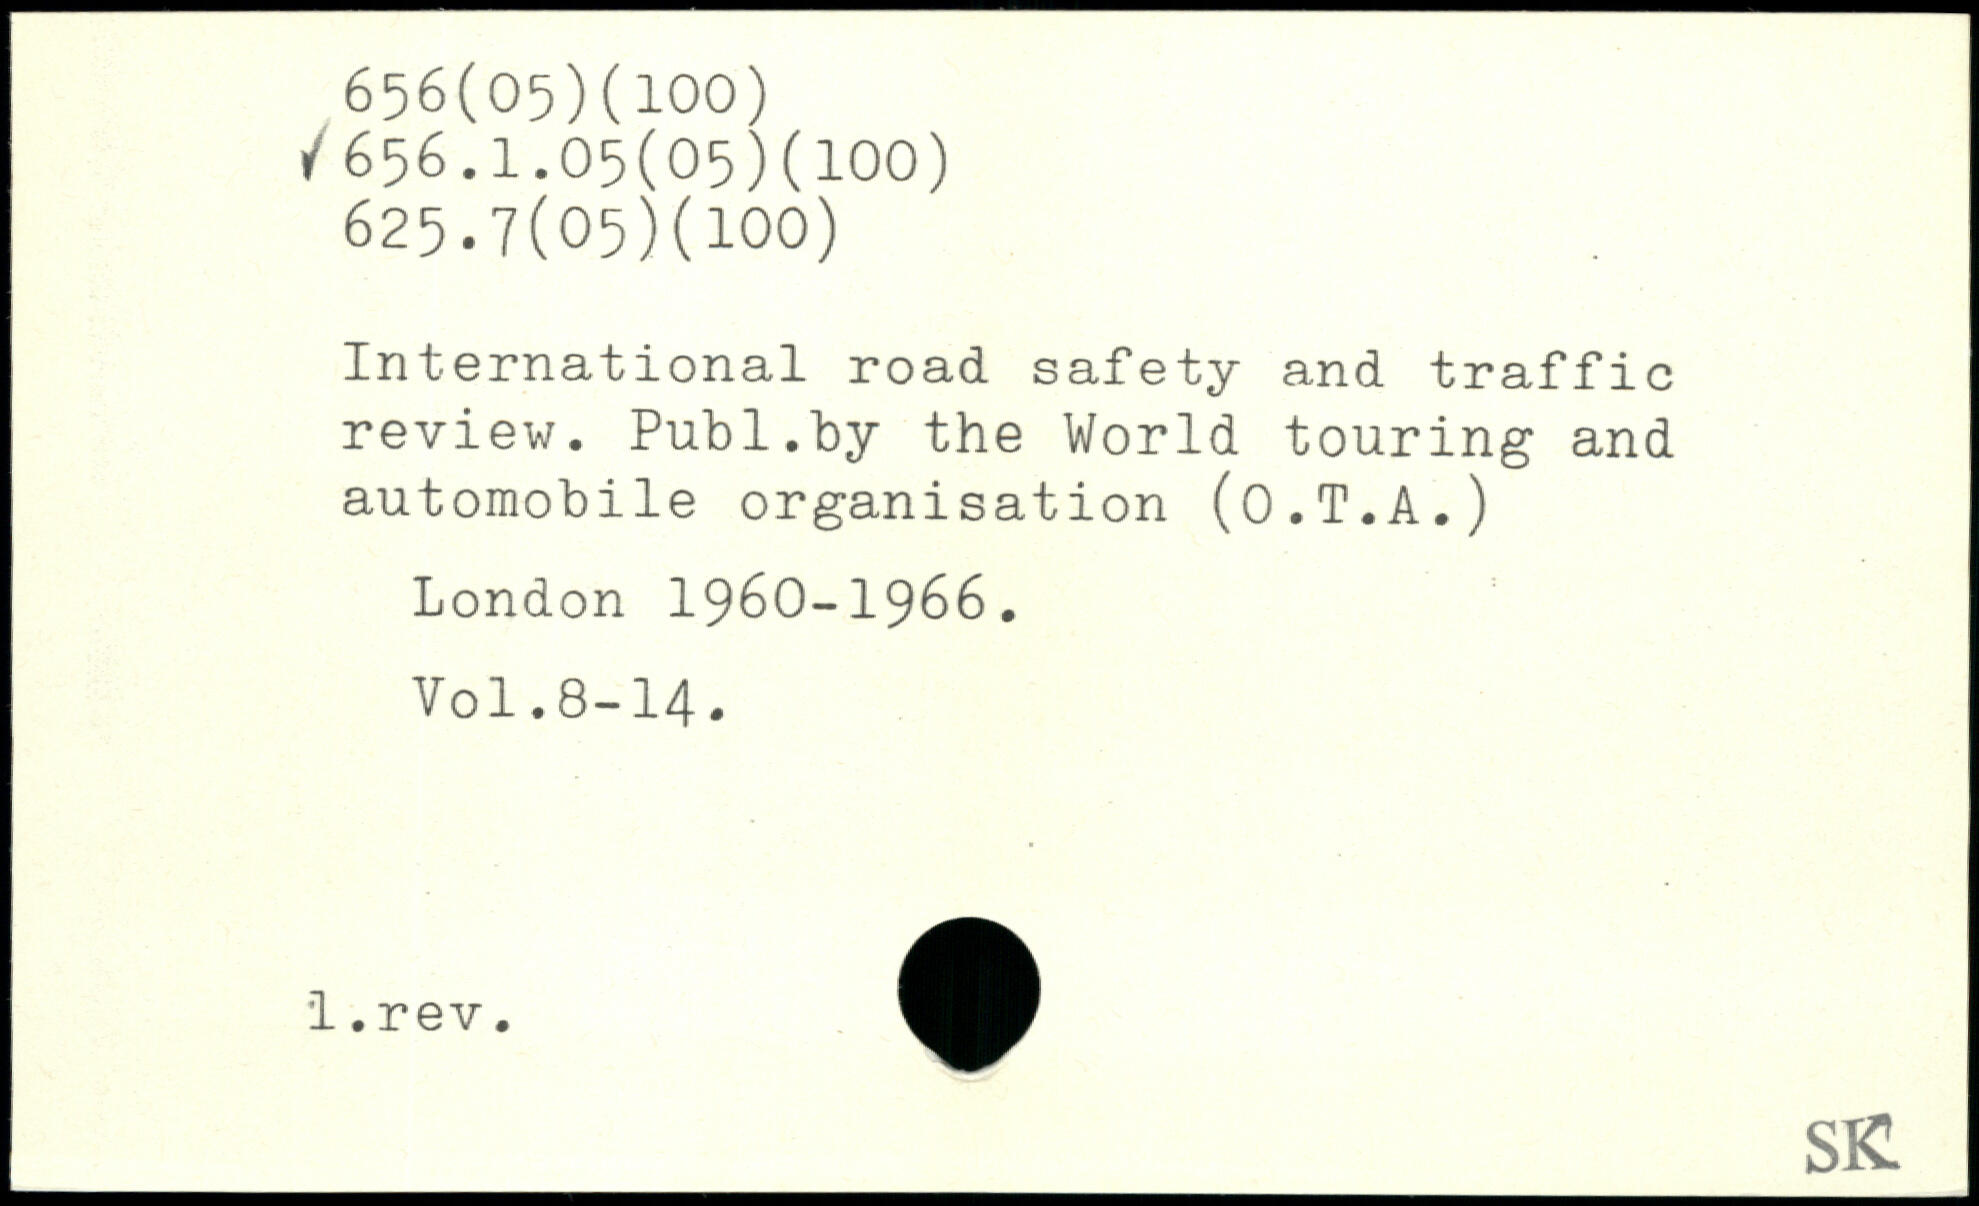 656(05)(100)
✓ 656.1.05(05)(100)
625.7(05)(100)
International road safety and traffic
review. Publ.by the World touring and
automobile organisation (O.T.A.)
London 1960-1966.
Vol.8-14.
1.rev.
SK